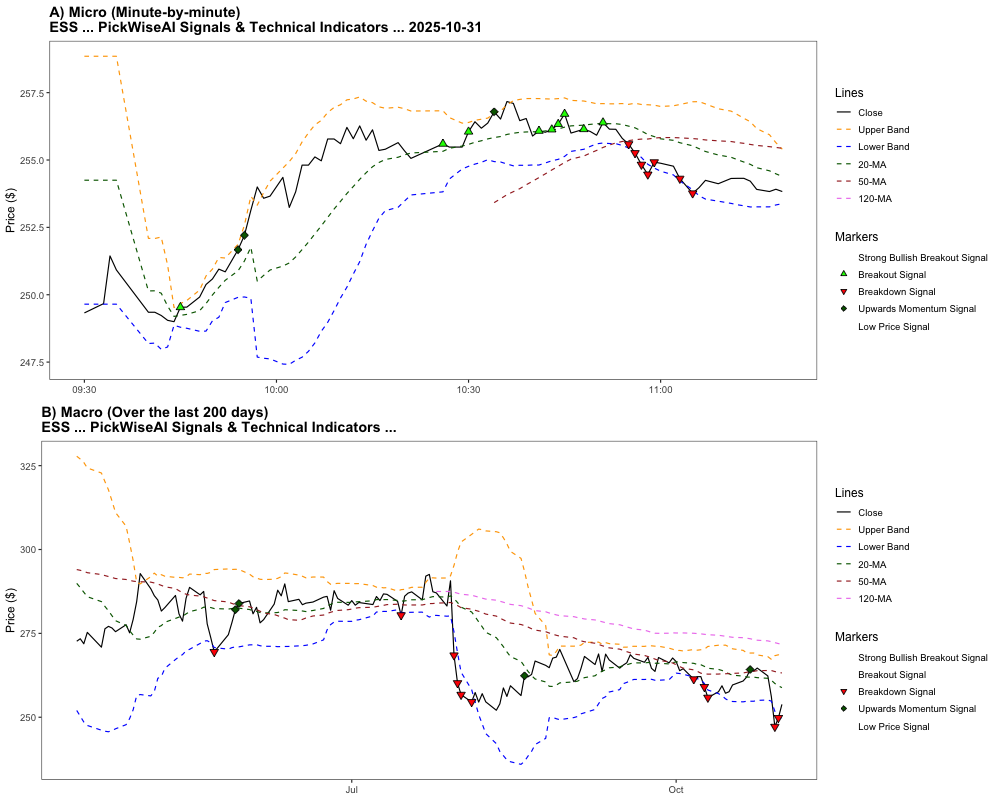 A) Micro (Minute-by-minute)
ESS ... PickWiseAI Signals & Technical Indicators ... 2025-10-31
Price ($)
257.5
255.0
252.5
250.0
247.5
09:30
10:00
10:30
11:00
Lines
Close
Upper Band
Lower Band
20-MA
50-MA
120-MA
Markers
Strong Bullish Breakout Signal
Breakout Signal
Breakdown Signal
Upwards Momentum Signal
Low Price Signal
B) Macro (Over the last 200 days)
ESS ... PickWiseAI Signals & Technical Indicators ...
Price ($)
325
300
275
250
Jul
Oct
Lines
Close
Upper Band
Lower Band
20-MA
50-MA
120-MA
Markers
Strong Bullish Breakout Signal
Breakout Signal
Breakdown Signal
Upwards Momentum Signal
Low Price Signal